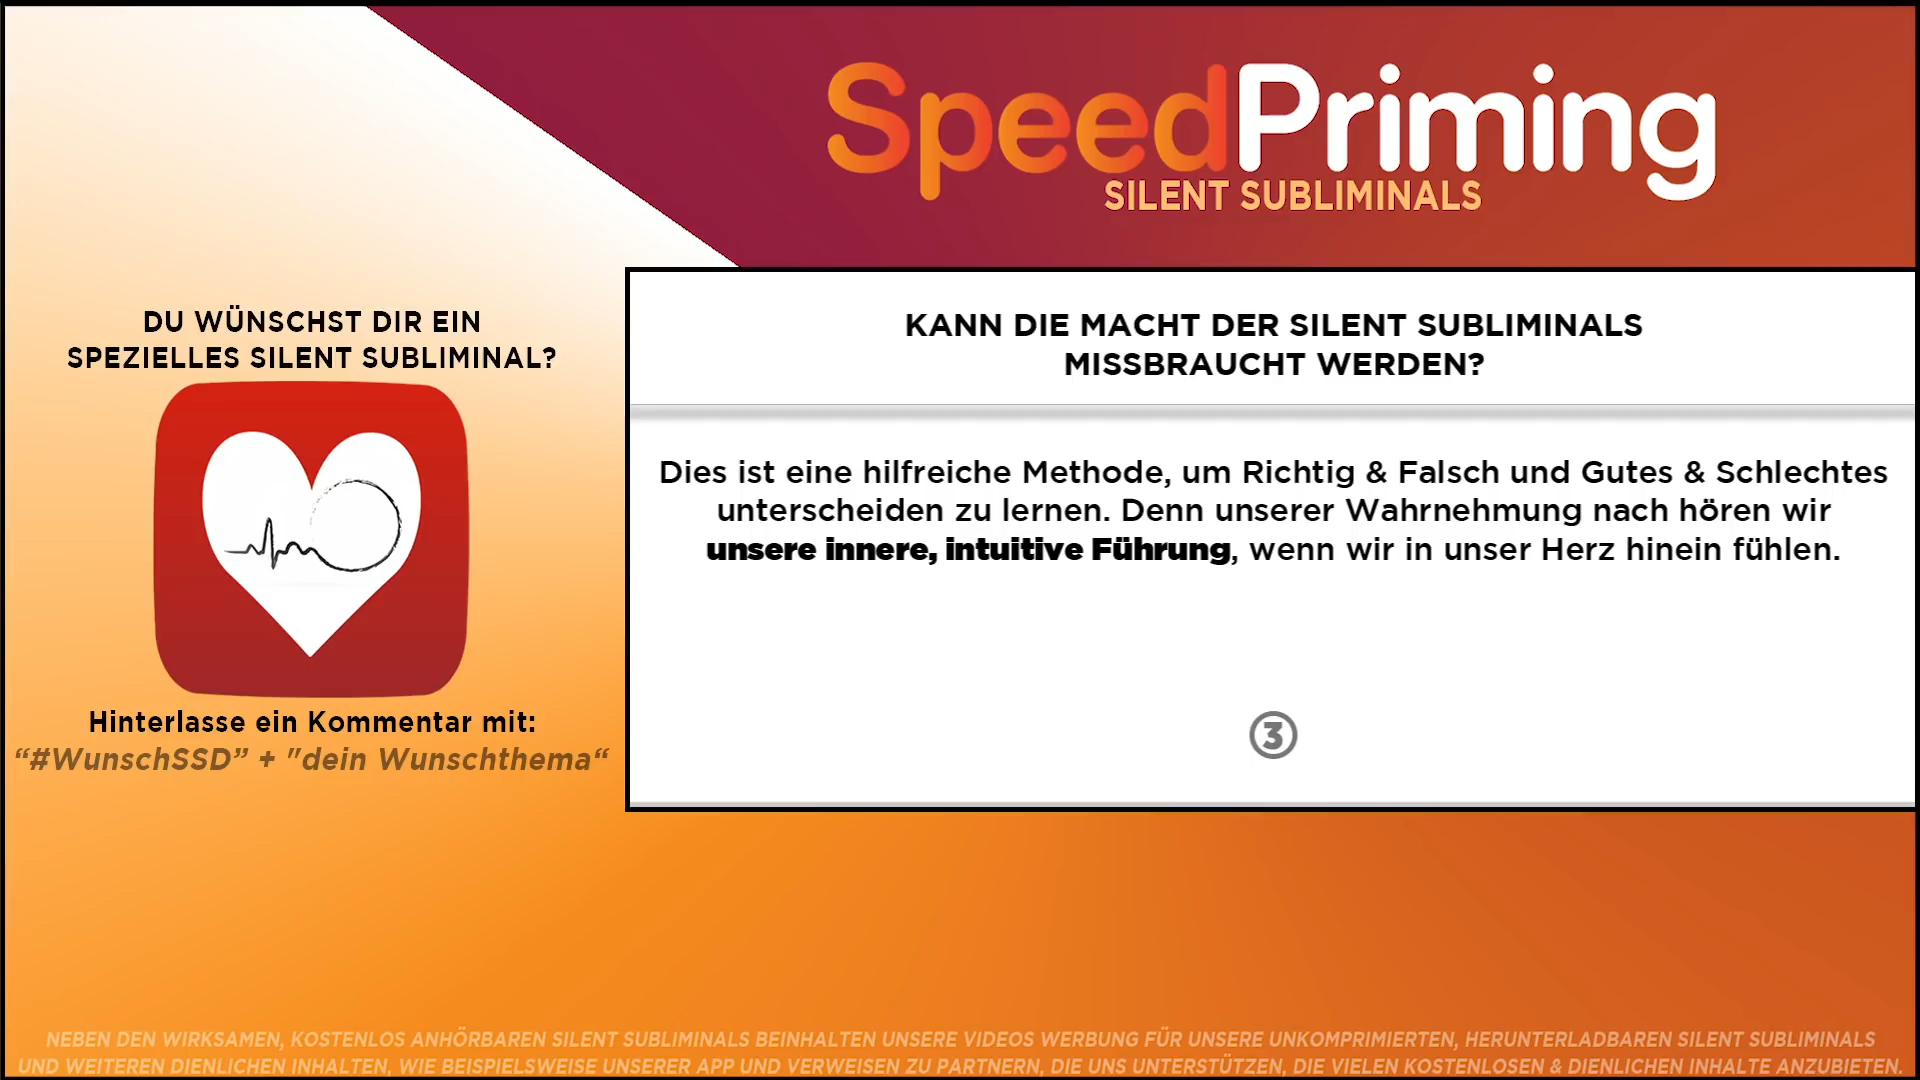 SpeedPriming
SILENT SUBLIMINALS
DU WÜNSCHST DIR EIN
SPEZIELLES SILENT SUBLIMINAL?
Hinterlasse ein Kommentar mit:
“#WunschSSD” + "dein Wunschthema“
KANN DIE MACHT DER SILENT SUBLIMINALS
MISSBRAUCHT WERDEN?
Dies ist eine hilfreiche Methode, um Richtig & Falsch und Gutes & Schlechtes
unterscheiden zu lernen. Denn unserer Wahrnehmung nach hören wir
unsere innere, intuitive Führung, wenn wir in unser Herz hinein fühlen.
③
NEBEN DEN WIRKSAMEN, KOSTENLOS ANHÖRBAREN SILENT SUBLIMINALS BEINHALTEN UNSERE VIDEOS WERBUNG FÜR UNSERE UNKOMPRIMIERTEN, HERUNTERLADBAREN SILENT SUBLIMINALS
UND WEITEREN DIENLICHEN INHALTEN, WIE BEISPIELSWEISE UNSERER APP UND VERWEISEN ZU PARTNERN, DIE UNS UNTERSTÜTZEN, DIE VIELEN KOSTENLOSEN & DIENLICHEN INHALTE ANZUBIETEN.